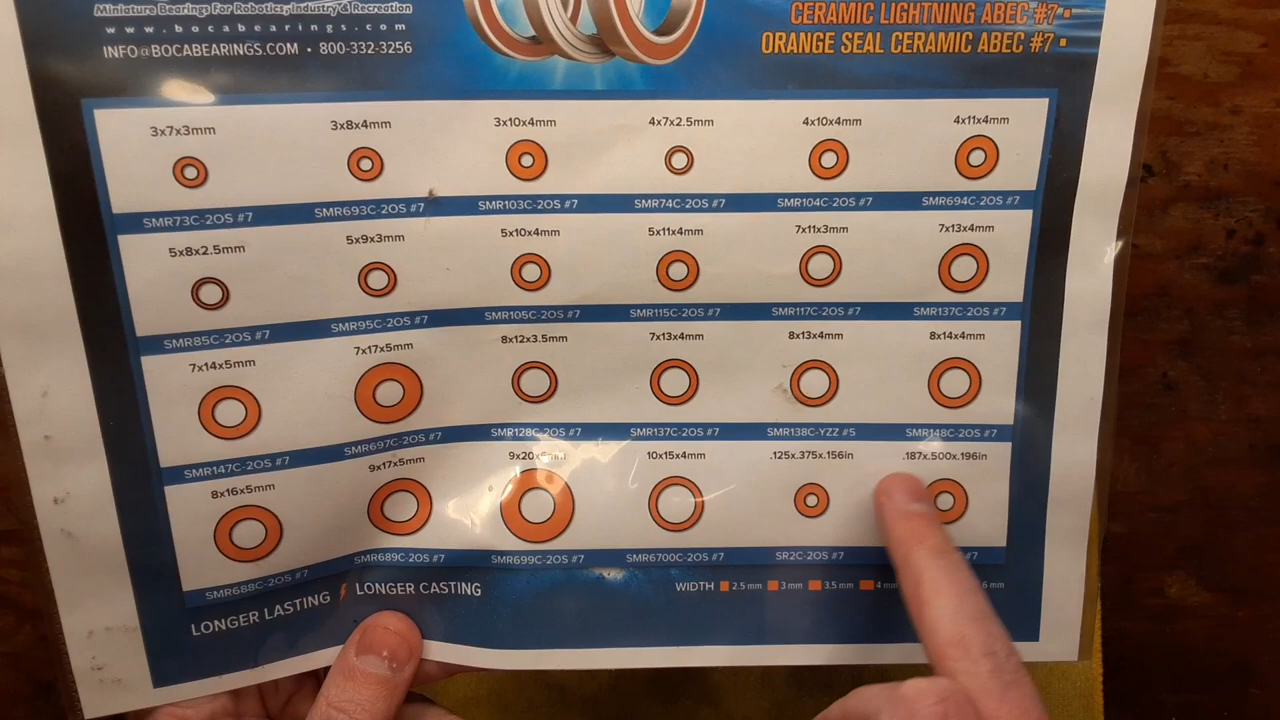 Miniature Bearings For Robotics, Industry & Recreation
www.bocabearings.com
INFO@BOCABEARINGS.COM • 800-332-3256
CERAMIC LIGHTNING ABEC #7
ORANGE SEAL CERAMIC ABEC #7
3x7x3mm 3x8x4mm 3x10x4mm 4x7x2.5mm 4x10x4mm 4x11x4mm
SMR73C-2OS #7 SMR693C-2OS #7 SMR103C-2OS #7 SMR74C-2OS #7 SMR104C-2OS #7 SMR694C-2OS #7
5x8x2.5mm 5x9x3mm 5x10x4mm 5x11x4mm 7x11x3mm 7x13x4mm
SMR85C-2OS #7 SMR95C-2OS #7 SMR105C-2OS #7 SMR115C-2OS #7 SMR117C-2OS #7 SMR137C-2OS #7
7x14x5mm 7x17x5mm 8x12x3.5mm 7x13x4mm 8x13x4mm 8x14x4mm
SMR147C-2OS #7 SMR697C-2OS #7 SMR128C-2OS #7 SMR137C-2OS #7 SMR138C-YZZ #5 SMR148C-2OS #7
8x16x5mm 9x17x5mm 10x15x4mm .125x.375x.156in .187x.500x.196in
SMR688C-2OS #7 SMR689C-2OS #7 SMR699C-2OS #7 SMR6700C-2OS #7 SR2C-2OS #7 #7
LONGER LASTING LONGER CASTING
WIDTH 2.5 mm 3 mm 3.5 mm 4 mm 6 mm